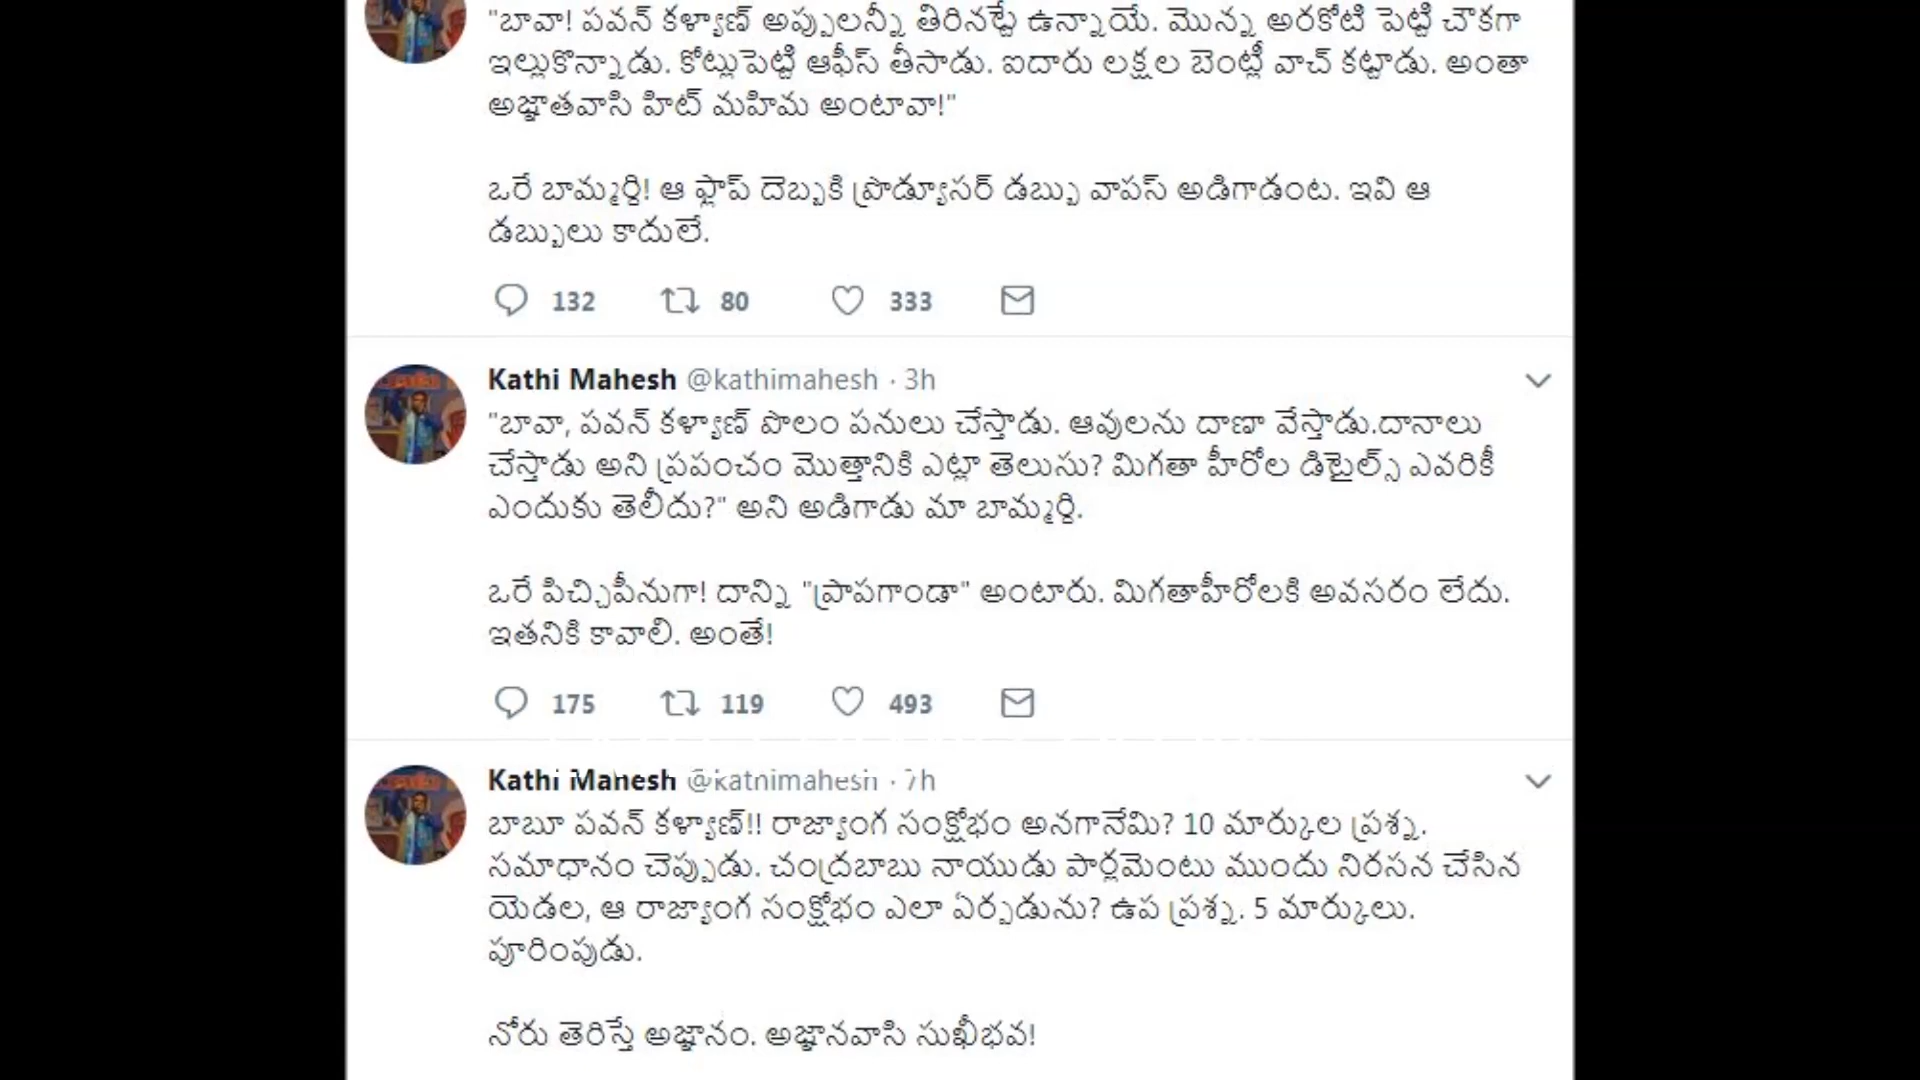 "బావా! పవన్ కళ్యాణ్ అప్పులన్నీ తిరినట్టే ఉన్నాయే. మొన్న అరకోటి పెట్టి చౌకగా
ఇల్లుకొన్నాడు. కోట్లుపెట్టి ఆఫీస్ తీసాడు. ఐదారు లక్షల బెంట్లీ వాచ్ కట్టాడు. అంతా
అజ్ఞాతవాసి హిట్ మహిమ అంటావా!"
ఒరే బామ్మర్ది! ఆ ఫ్లాప్ దెబ్బకి ప్రొడ్యూసర్ డబ్బు వాపస్ అడిగాడంట. ఇవి ఆ
డబ్బులు కాదులే.
132 80 333
Kathi Mahesh @kathimahesh · 3h
"బావా, పవన్ కళ్యాణ్ పొలం పనులు చేస్తాడు. ఆవులను దాణా వేస్తాడు.దానాలు
చేస్తాడు అని ప్రపంచం మొత్తానికి ఎట్లా తెలుసు? మిగతా హీరోల డిటైల్స్ ఎవరికీ
ఎందుకు తెలీదు?" అని అడిగాడు మా బామ్మర్ది.
ఒరే పిచ్చిపీనుగా! దాన్ని "ప్రాపగాండా" అంటారు. మిగతాహీరోలకి అవసరం లేదు.
ఇతనికి కావాలి. అంతే!
175 119 493
Kathi Mahesh @kathimahesh · 7h
బాబూ పవన్ కళ్యాణ్!! రాజ్యాంగ సంక్షోభం అనగానేమి? 10 మార్కుల ప్రశ్న.
సమాధానం చెప్పుడు. చంద్రబాబు నాయుడు పార్లమెంటు ముందు నిరసన చేసిన
యెడల, ఆ రాజ్యాంగ సంక్షోభం ఎలా ఏర్పడును? ఉప ప్రశ్న. 5 మార్కులు.
పూరింపుడు.
నోరు తెరిస్తే అజ్ఞానం. అజ్ఞానవాసి సుఖీభవ!